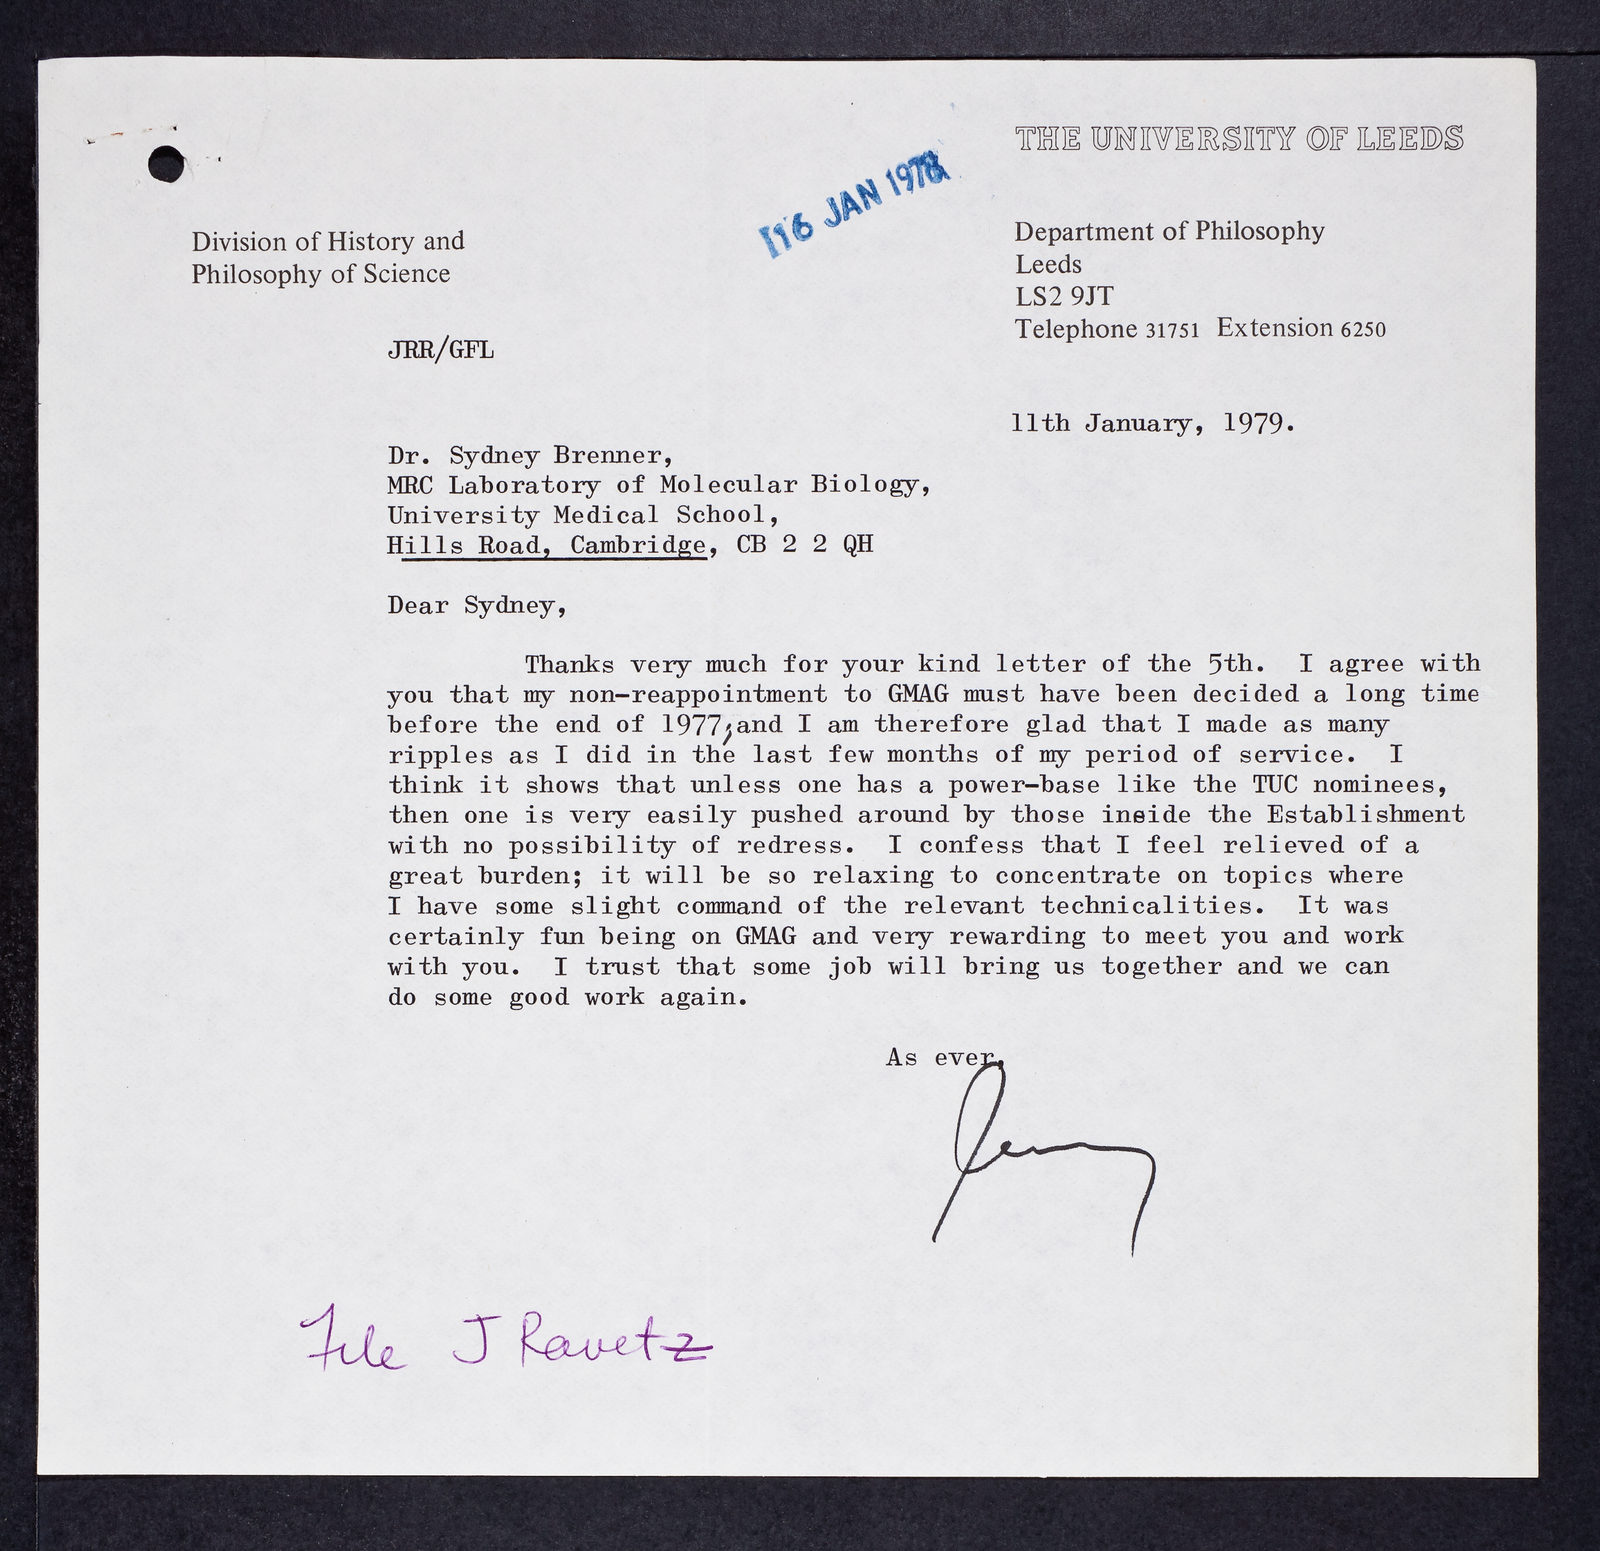 THE UNIVERSITY OF LEEDS
16 JAN 1978
Division of History and
Philosophy of Science
Department of Philosophy
Leeds
LS2 9JT
Telephone 31751 Extension 6250
JRR/GFL
11th January, 1979.
Dr. Sydney Brenner,
MRC Laboratory of Molecular Biology,
University Medical School,
Hills Road, Cambridge, CB 2 2 QH
Dear Sydney,
Thanks very much for your kind letter of the 5th. I agree with
you that my non-reappointment to GMAG must have been decided a long time
before the end of 1977; and I am therefore glad that I made as many
ripples as I did in the last few months of my period of service. I
think it shows that unless one has a power-base like the TUC nominees,
then one is very easily pushed around by those inside the Establishment
with no possibility of redress. I confess that I feel relieved of a
great burden; it will be so relaxing to concentrate on topics where
I have some slight command of the relevant technicalities. It was
certainly fun being on GMAG and very rewarding to meet you and work
with you. I trust that some job will bring us together and we can
do some good work again.
As ever,
Jerry
File J Ravetz